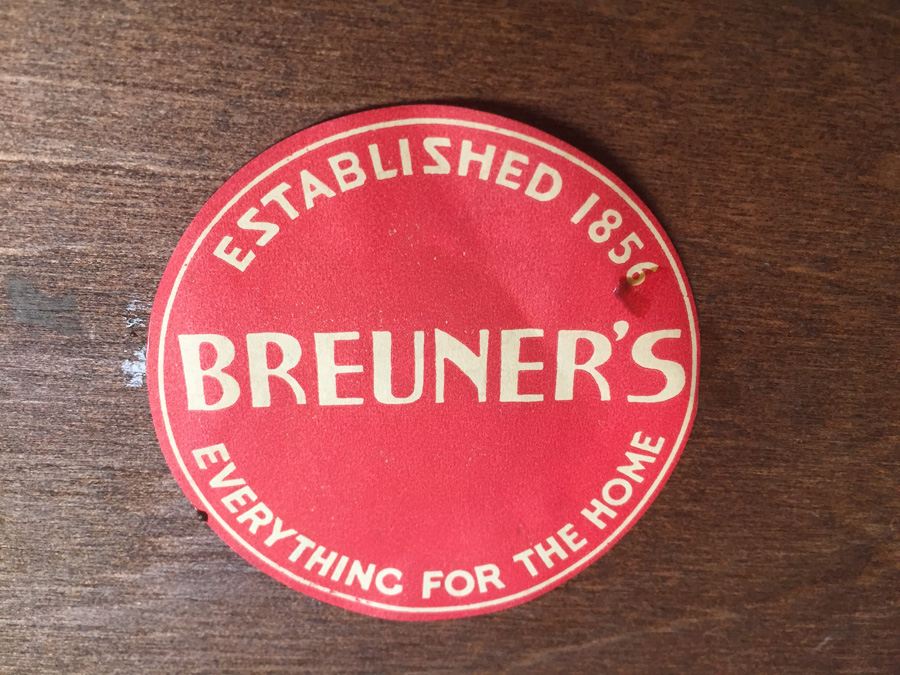 ESTABLISHED 1856
BREUNER'S
EVERYTHING FOR THE HOME